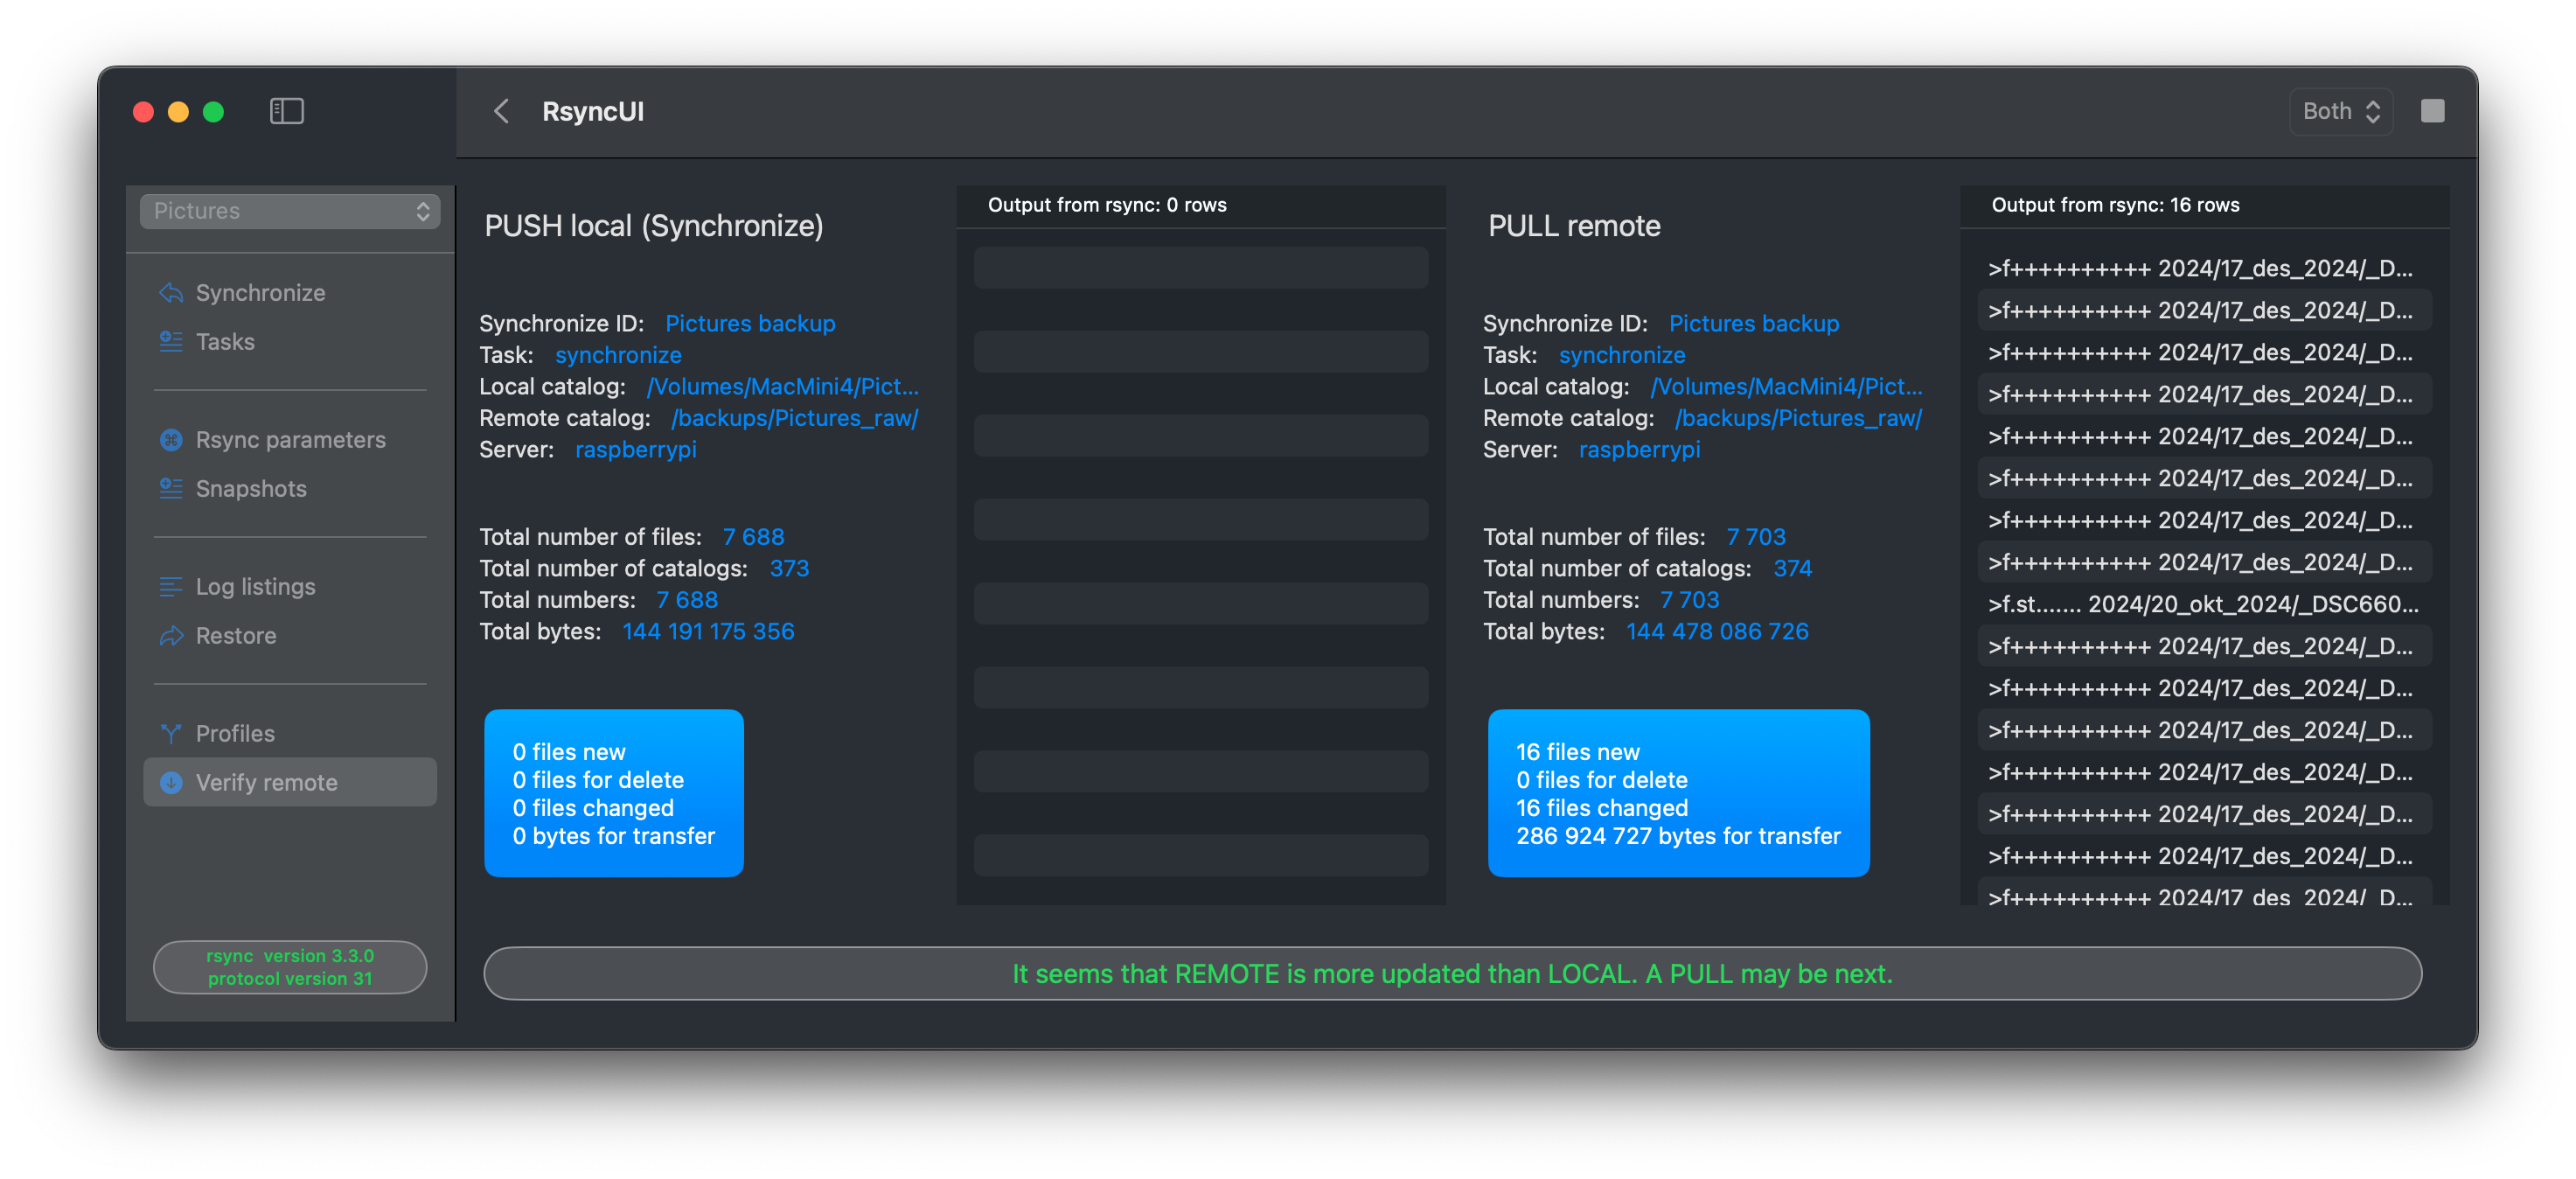 RsyncUI
Both
Pictures
Synchronize
Tasks
Rsync parameters
Snapshots
Log listings
Restore
Profiles
Verify remote
rsync  version 3.3.0
protocol version 31
PUSH local (Synchronize)
Synchronize ID: Pictures backup
Task: synchronize
Local catalog: /Volumes/MacMini4/Pict...
Remote catalog: /backups/Pictures_raw/
Server: raspberrypi
Total number of files: 7 688
Total number of catalogs: 373
Total numbers: 7 688
Total bytes: 144 191 175 356
0 files new
0 files for delete
0 files changed
0 bytes for transfer
Output from rsync: 0 rows
PULL remote
Synchronize ID: Pictures backup
Task: synchronize
Local catalog: /Volumes/MacMini4/Pict...
Remote catalog: /backups/Pictures_raw/
Server: raspberrypi
Total number of files: 7 703
Total number of catalogs: 374
Total numbers: 7 703
Total bytes: 144 478 086 726
16 files new
0 files for delete
16 files changed
286 924 727 bytes for transfer
Output from rsync: 16 rows
>f++++++++++ 2024/17_des_2024/_D...
>f++++++++++ 2024/17_des_2024/_D...
>f++++++++++ 2024/17_des_2024/_D...
>f++++++++++ 2024/17_des_2024/_D...
>f++++++++++ 2024/17_des_2024/_D...
>f++++++++++ 2024/17_des_2024/_D...
>f++++++++++ 2024/17_des_2024/_D...
>f++++++++++ 2024/17_des_2024/_D...
>f.st....... 2024/20_okt_2024/_DSC660...
>f++++++++++ 2024/17_des_2024/_D...
>f++++++++++ 2024/17_des_2024/_D...
>f++++++++++ 2024/17_des_2024/_D...
>f++++++++++ 2024/17_des_2024/_D...
>f++++++++++ 2024/17_des_2024/_D...
>f++++++++++ 2024/17_des_2024/_D...
>f++++++++++ 2024/17_des_2024/_D...
It seems that REMOTE is more updated than LOCAL. A PULL may be next.